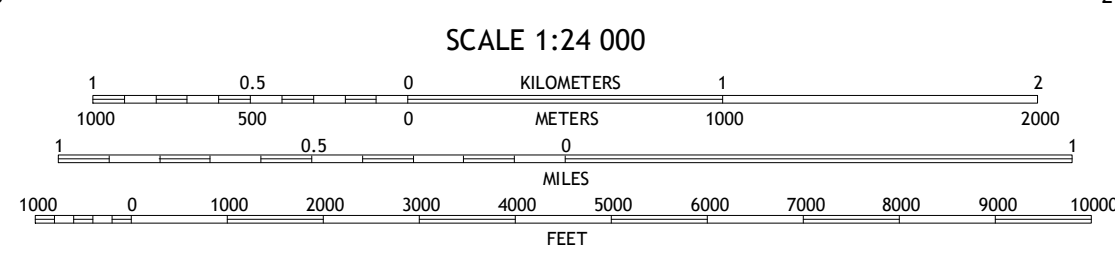 SCALE 1:24 000
1 0.5 0 KILOMETERS 1 2
1000 500 0 METERS 1000 2000
1 0.5 0 1
MILES
1000 0 1000 2000 3000 4000 5000 6000 7000 8000 9000 10000
FEET